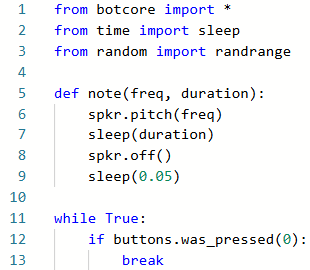 1 from botcore import *
2 from time import sleep
3 from random import randrange
4
5 def note(freq, duration):
6     spkr.pitch(freq)
7     sleep(duration)
8     spkr.off()
9     sleep(0.05)
10
11 while True:
12     if buttons.was_pressed(0):
13         break